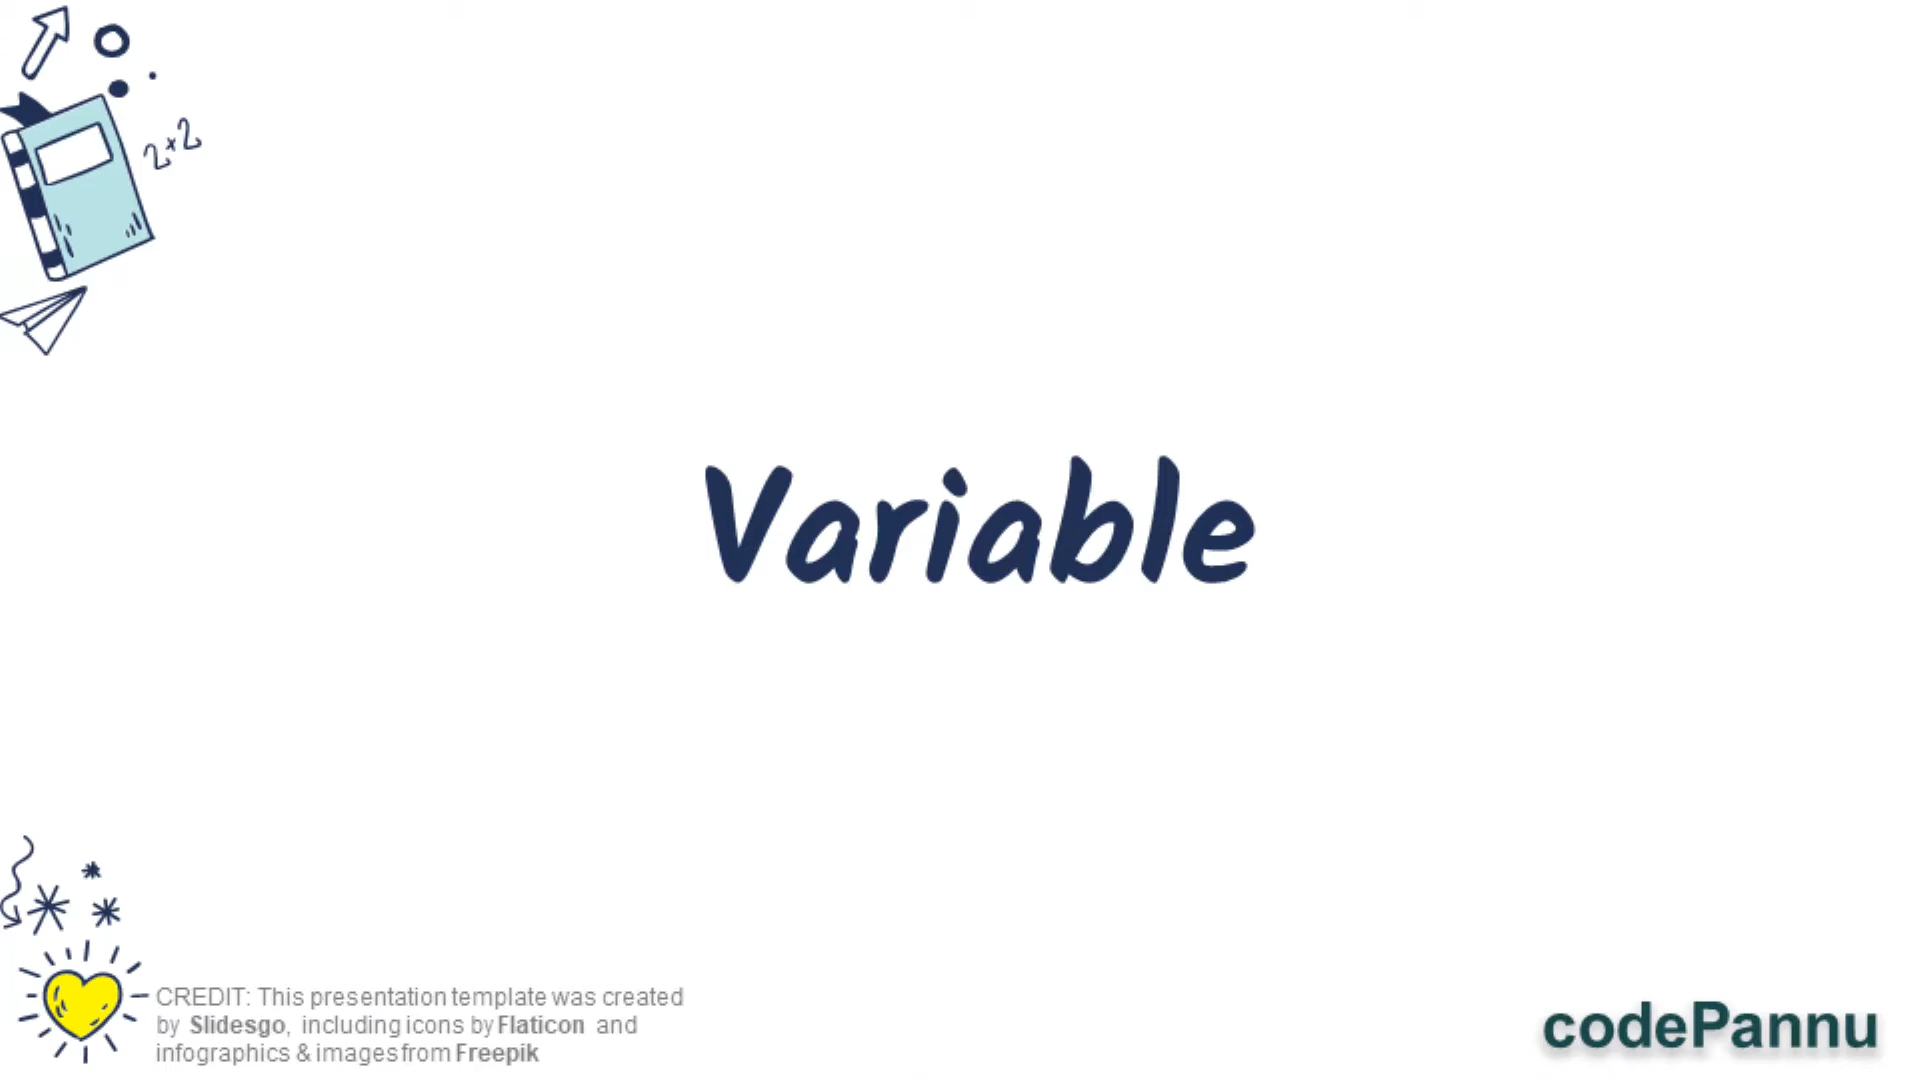 2x2
Variable
CREDIT: This presentation template was created
by Slidesgo, including icons by Flaticon and
infographics & images from Freepik
codePannu